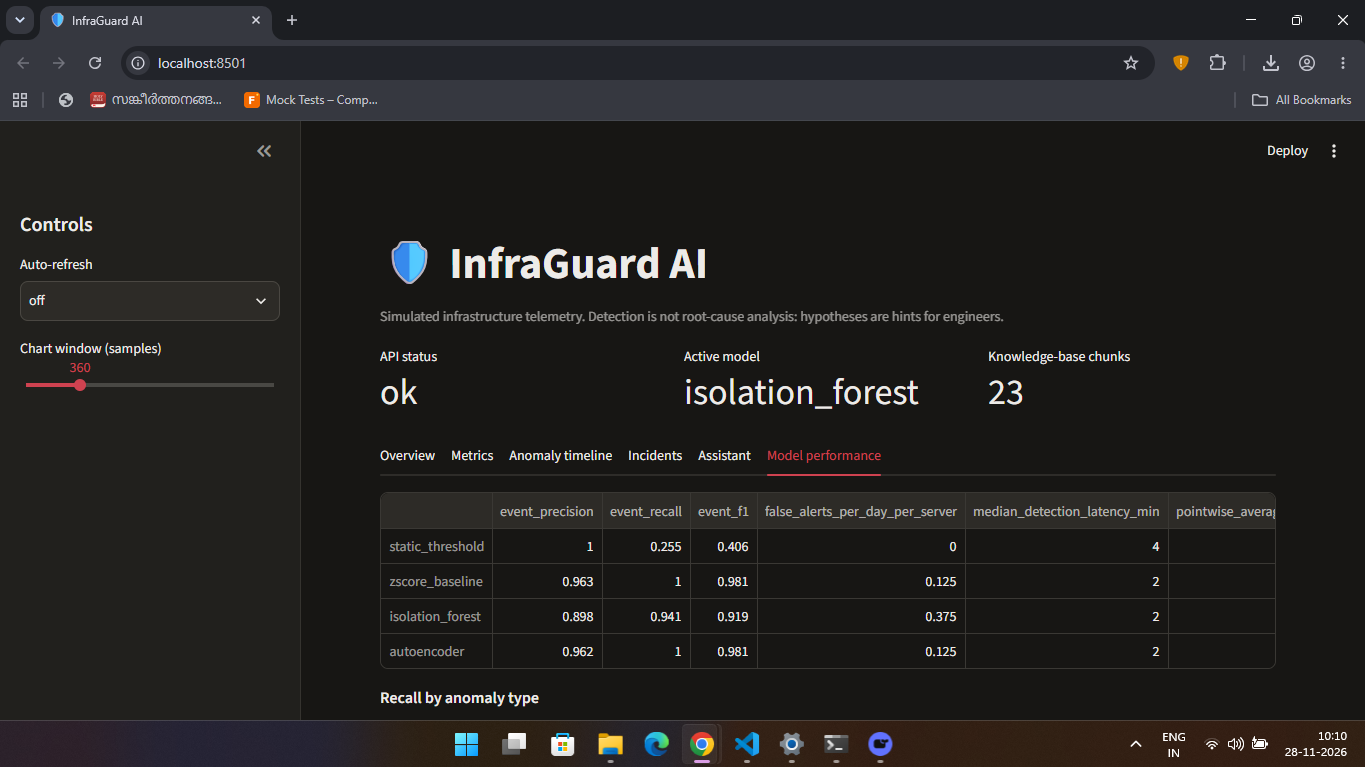 InfraGuard AI
localhost:8501
സങ്കീർത്തനങ്ങ...
Mock Tests – Comp...
All Bookmarks
Deploy
Controls
Auto-refresh
off
Chart window (samples)
360
InfraGuard AI
Simulated infrastructure telemetry. Detection is not root-cause analysis: hypotheses are hints for engineers.
API status Active model Knowledge-base chunks
ok isolation_forest 23
Overview Metrics Anomaly timeline Incidents Assistant Model performance
event_precision event_recall event_f1 false_alerts_per_day_per_server median_detection_latency_min pointwise_averag
static_threshold 1 0.255 0.406 0 4
zscore_baseline 0.963 1 0.981 0.125 2
isolation_forest 0.898 0.941 0.919 0.375 2
autoencoder 0.962 1 0.981 0.125 2
Recall by anomaly type
ENG
IN
10:10
28-11-2026